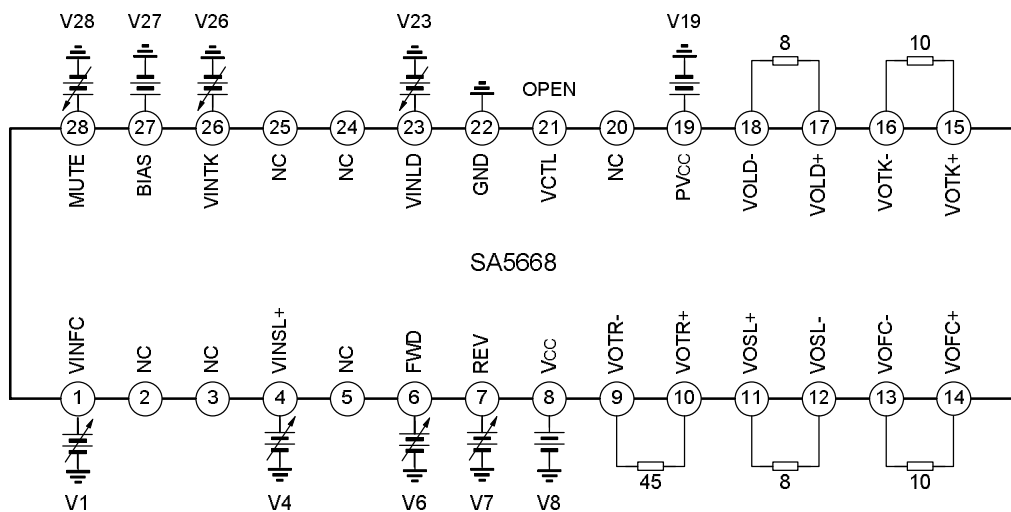 V28 V27 V26 V23 V19
8 10
OPEN
28 27 26 25 24 23 22 21 20 19 18 17 16 15
MUTE BIAS VINTK NC NC VINLD GND VCTL NC PVCC VOLD- VOLD+ VOTK- VOTK+
SA5668
VINFC NC NC VINSL+ NC FWD REV VCC VOTR- VOTR+ VOSL+ VOSL- VOFC- VOFC+
1 2 3 4 5 6 7 8 9 10 11 12 13 14
45 8 10
V1 V4 V6 V7 V8